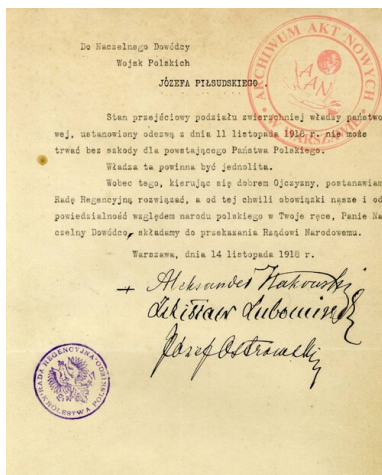 ARCHIWUM AKT NOWYCH
W WARSZAWIE
AAN
Do Naczelnego Dowódcy
Wojsk Polskich
JÓZEFA PIŁSUDSKIEGO.
Stan przejściowy podziału zwierzchniej władzy państwo
wej, ustanowiony odezwą z dnia 11 listopada 1918 r. nie może
trwać bez szkody dla powstającego Państwa Polskiego.
Władza ta powinna być jednolita.
Wobec tego, kierując się dobrem Ojczyzny, postanawiam
Radę Regencyjną rozwiązać, a od tej chwili obowiązki nasze i od
powiedzialność względem narodu polskiego w Twoje ręce, Panie Na
czelny Dowódco, składamy do przekazania Rządowi Narodowemu.
Warszawa, dnia 14 listopada 1918 r.
+ Aleksander Kakowski
Zdzisław Lubomirski
Józef Ostrowski
RADA REGENCYJNA
KRÓLESTWA POLSKI